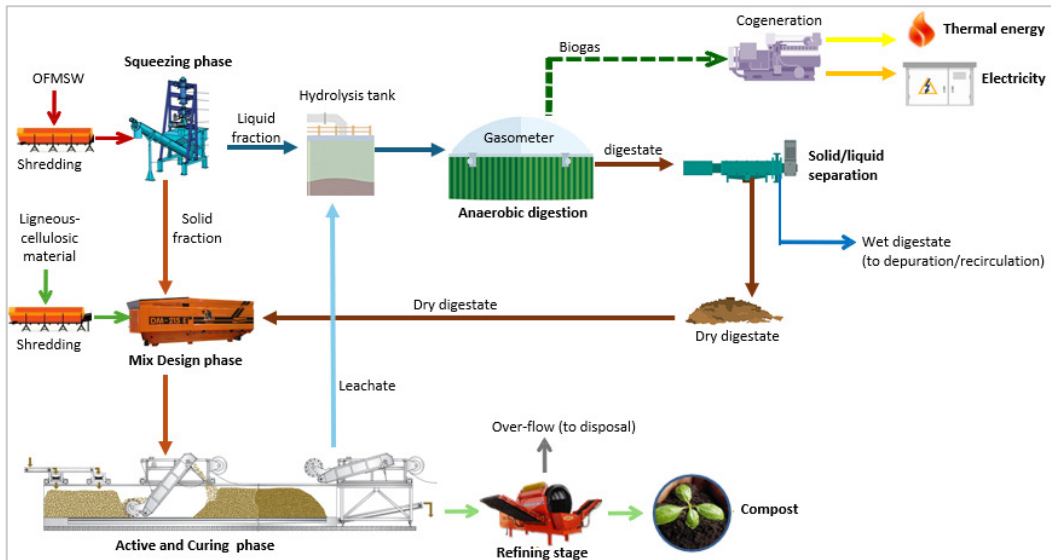 OFMSW
Shredding
Squeezing phase
Liquid
fraction
Hydrolysis tank
Biogas
Cogeneration
Thermal energy
Electricity
Gasometer
Anaerobic digestion
digestate
Solid/liquid
separation
Wet digestate
(to depuration/recirculation)
Ligneous-
cellulosic
material
Shredding
Solid
fraction
DM-215 E
Mix Design phase
Dry digestate
Dry digestate
Leachate
Active and Curing phase
Over-flow (to disposal)
Refining stage
Compost